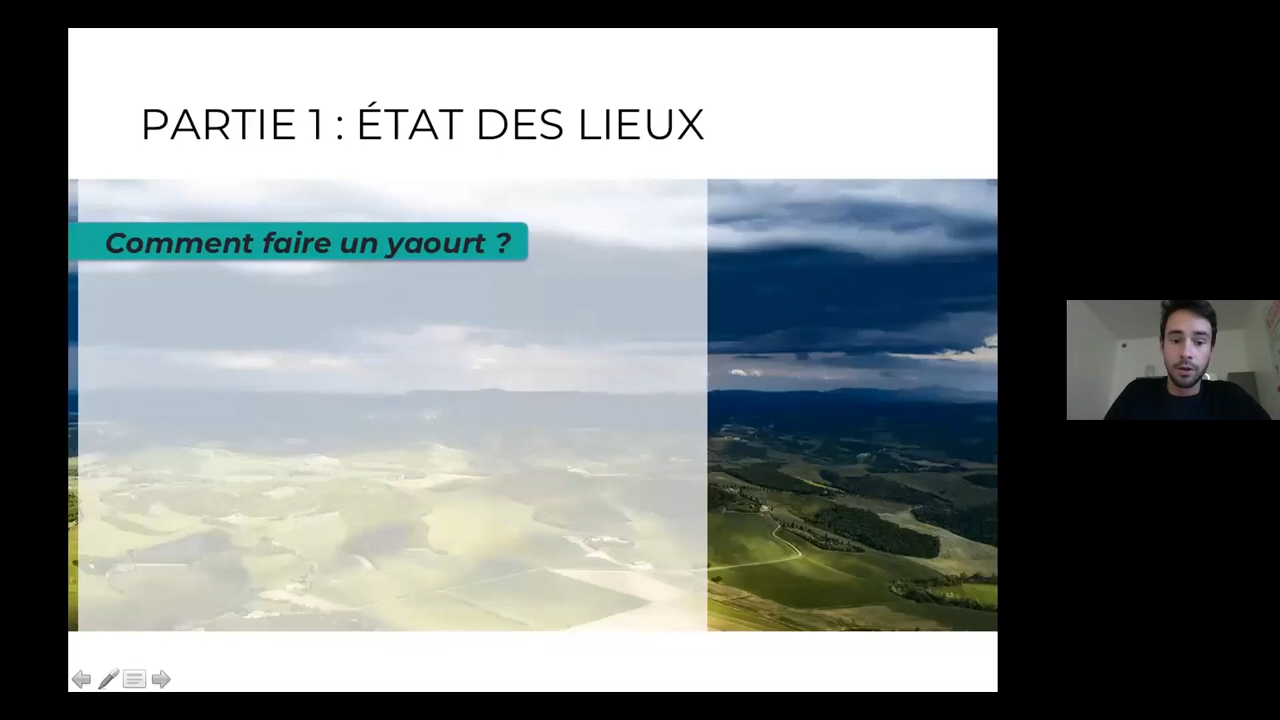 PARTIE 1 : ÉTAT DES LIEUX
Comment faire un yaourt ?